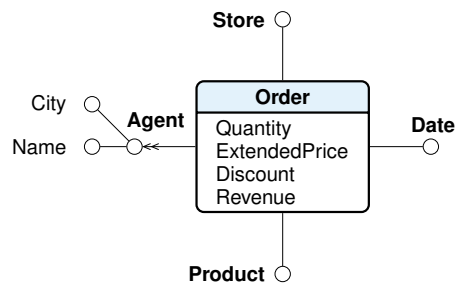 Store
Order
City
Agent
Quantity
Date
Name
ExtendedPrice
Discount
Revenue
Product